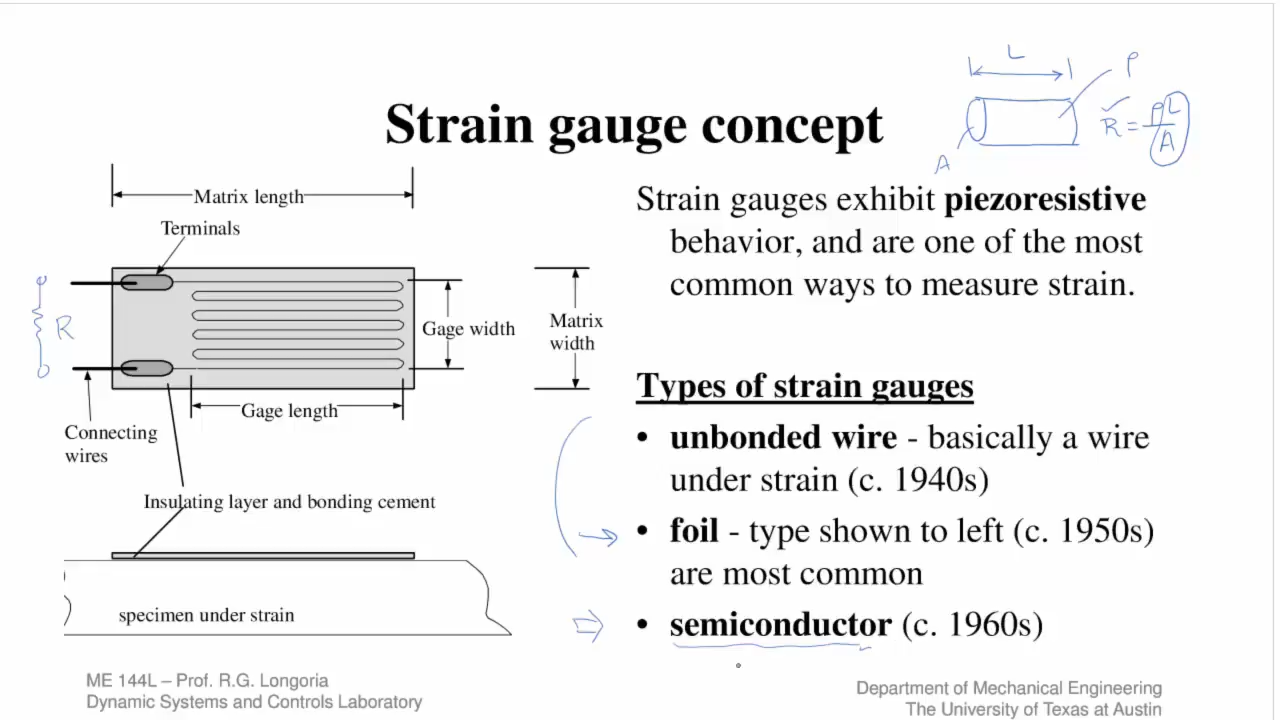 Strain gauge concept
L
ρ
R = ρL
A
A
Matrix length
Terminals
R
Gage width
Matrix
width
Gage length
Connecting
wires
Insulating layer and bonding cement
specimen under strain
Strain gauges exhibit piezoresistive
behavior, and are one of the most
common ways to measure strain.
Types of strain gauges
• unbonded wire - basically a wire
under strain (c. 1940s)
• foil - type shown to left (c. 1950s)
are most common
• semiconductor (c. 1960s)
ME 144L – Prof. R.G. Longoria
Dynamic Systems and Controls Laboratory
Department of Mechanical Engineering
The University of Texas at Austin